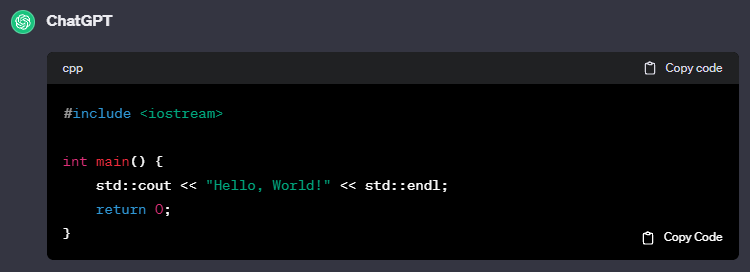 ChatGPT
cpp Copy code
#include <iostream>
int main() {
    std::cout << "Hello, World!" << std::endl;
    return 0;
}
Copy Code